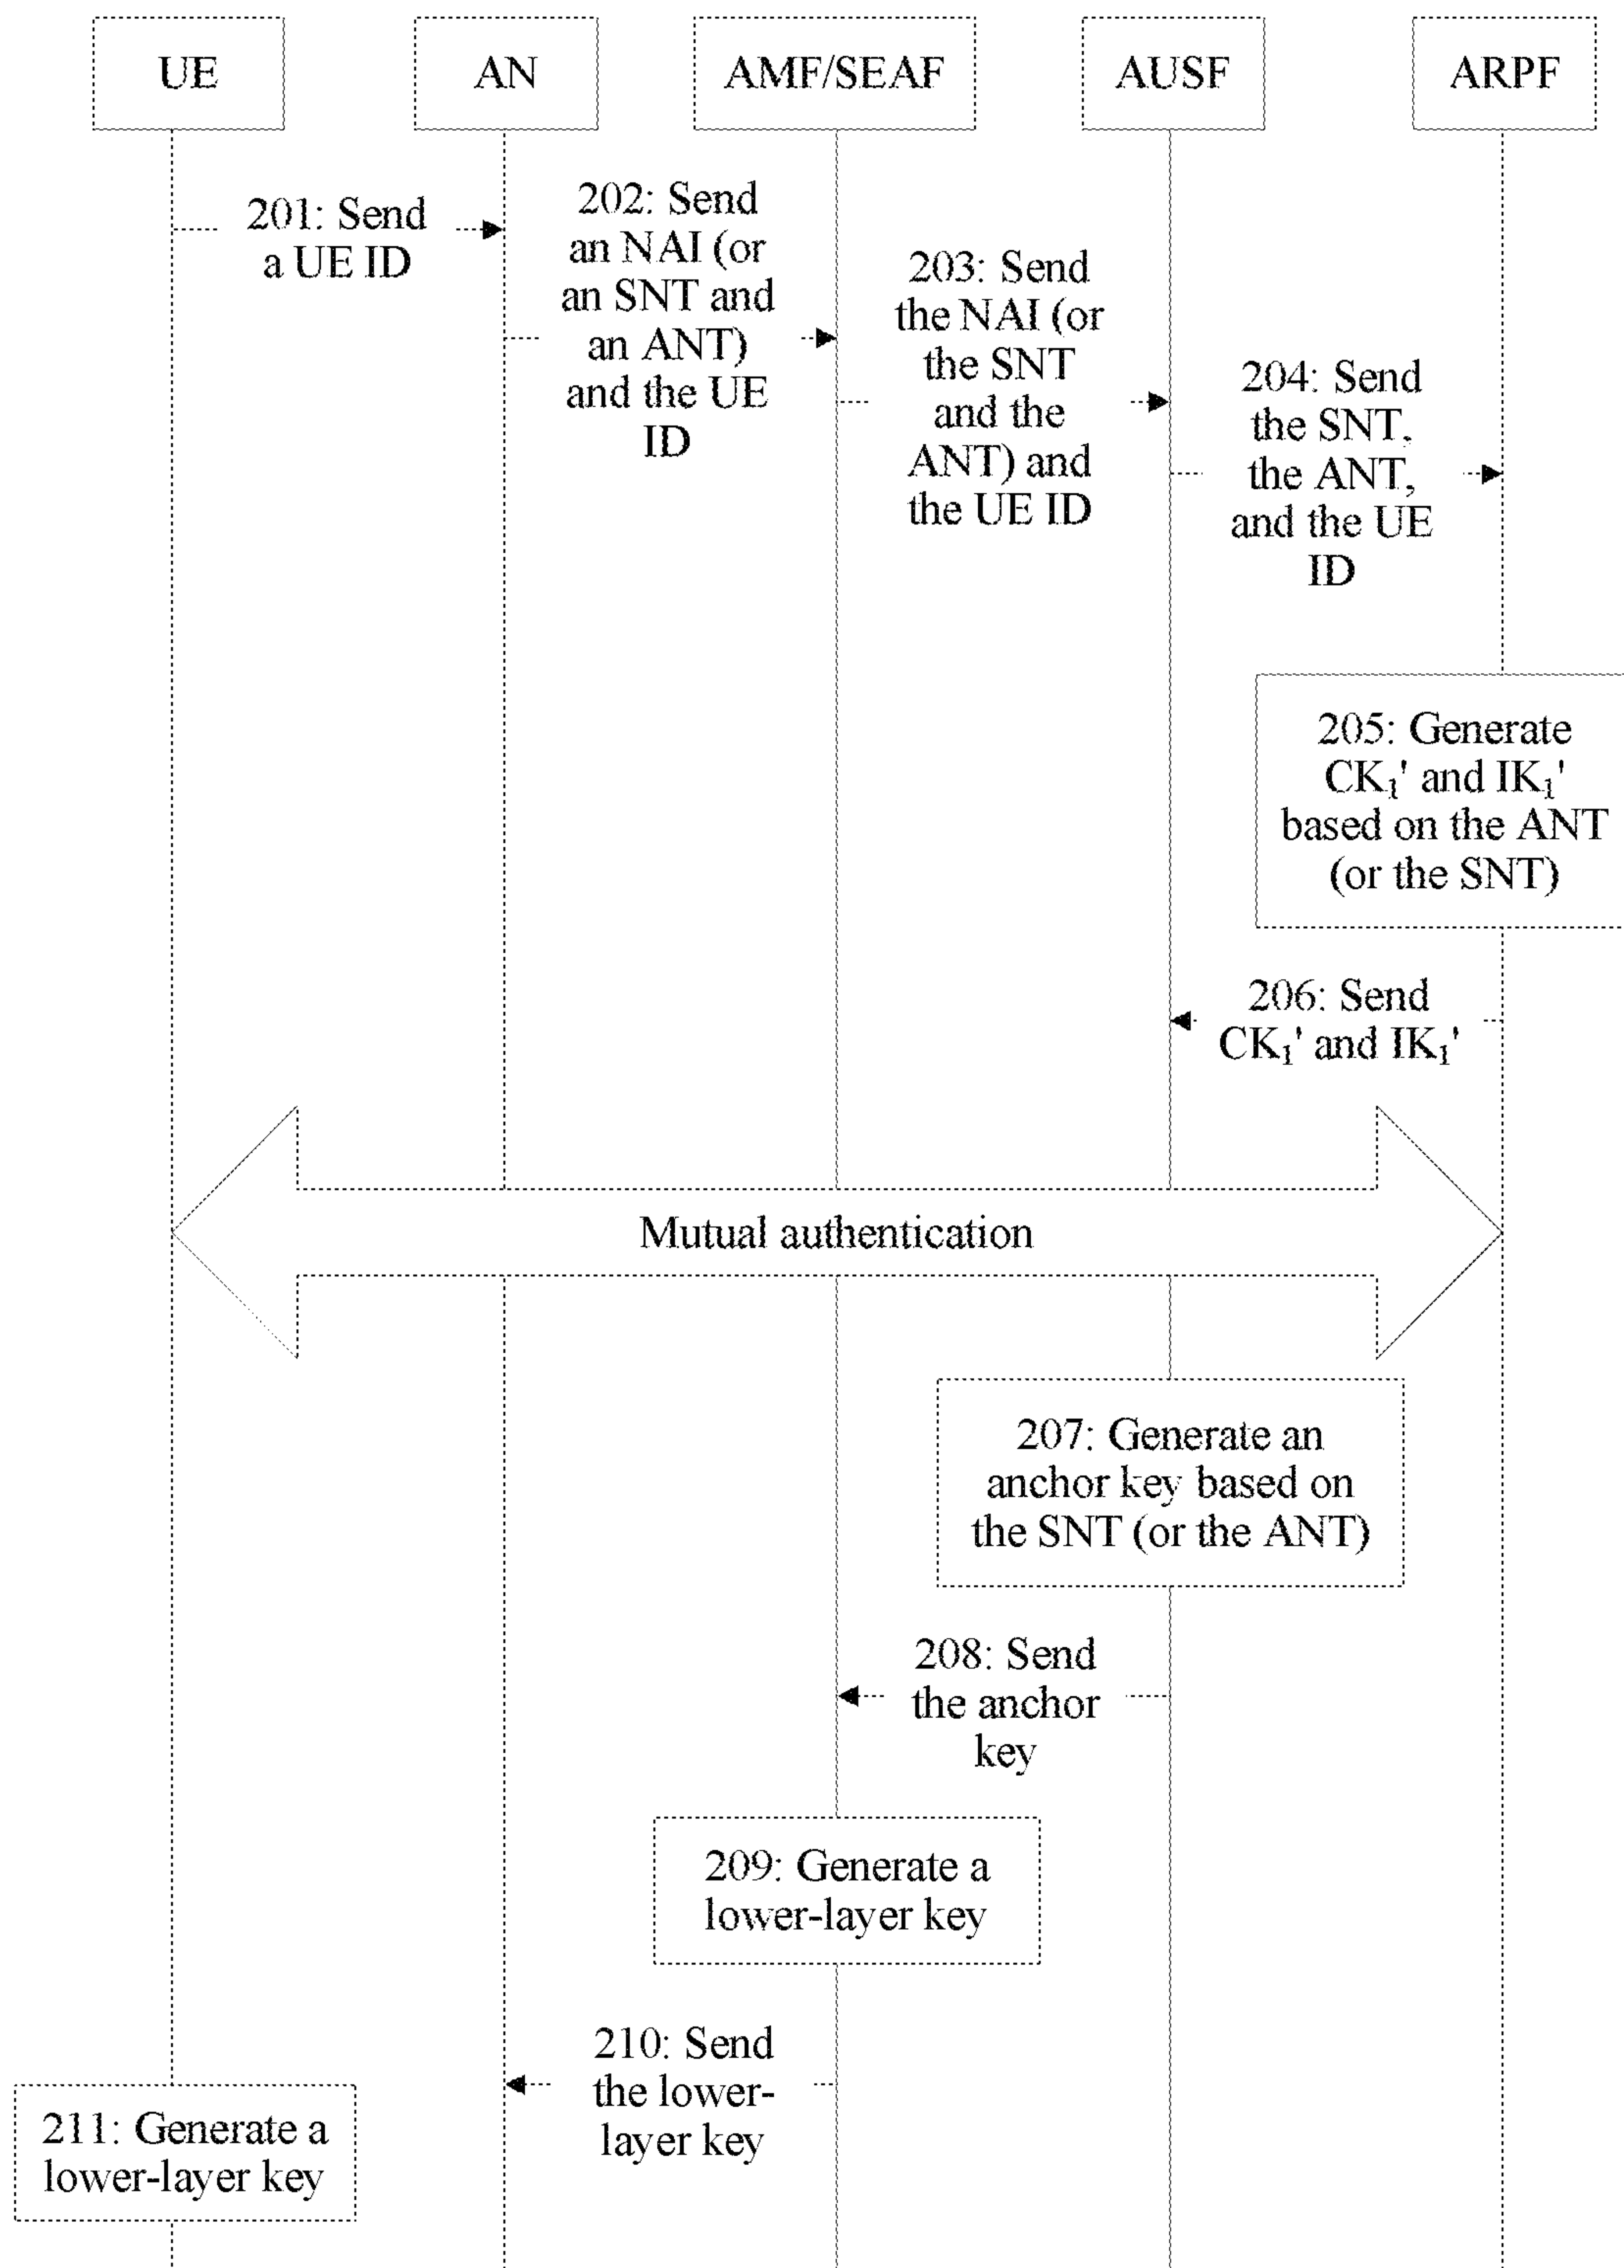 UE
AN
AMF/SEAF
AUSF
ARPF
201: Send
a UE ID
202: Send
an NAI (or
an SNT and
an ANT)
and the UE
ID
203: Send
the NAI (or
the SNT
and the
ANT) and
the UE ID
204: Send
the SNT,
the ANT,
and the UE
ID
205: Generate
CK₁' and IK₁'
based on the ANT
(or the SNT)
206: Send
CK₁' and IK₁'
Mutual authentication
207: Generate an
anchor key based on
the SNT (or the ANT)
208: Send
the anchor
key
209: Generate a
lower-layer key
210: Send
the lower-
layer key
211: Generate a
lower-layer key